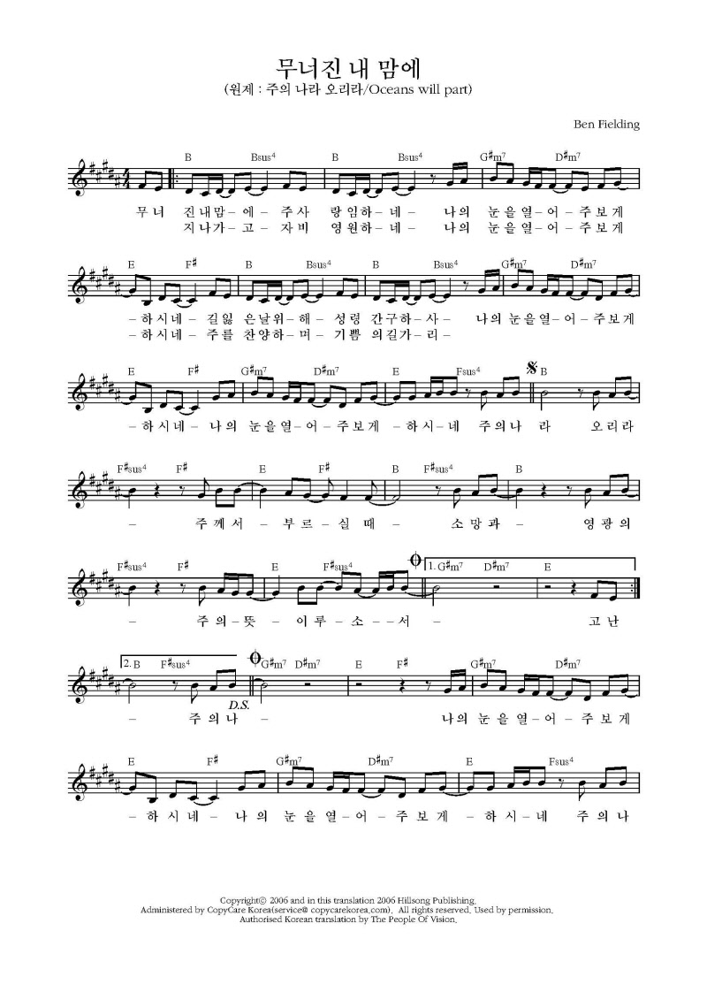 무너진 내 맘에
(원제 : 주의 나라 오리라/Oceans will part)
Ben Fielding
B Bsus4 B Bsus4 G#m7 D#m7
무너 진내맘–에–주사 랑임하–네– 나의 눈을열–어–주보게
지나가–고–자비 영원하–네– 나의 눈을열–어–주보게
E F# B Bsus4 B Bsus4 G#m7 D#m7
–하시네– 길잃 은날위–해–성령 간구하–사– 나의눈을열–어–주보게
–하시네– 주를 찬양하–며–기쁨 의길가–리–
E F# G#m7 D#m7 E Fsus4 B
–하시네–나의 눈을열–어–주보게 –하시네 주의나 라 오리라
F#sus4 F# E F# B F#sus4 B
– 주께서 –부르–실때– 소망과– 영광의
F#sus4 F# E F#sus4 1. G#m7 D#m7 E
– 주의–뜻–이루–소–서– 고난
2. B F#sus4 G#m7 D#m7 E F# G#m7 D#m7
D.S.
– 주의나– 나의눈을열–어–주보게
E F# G#m7 D#m7 E Fsus4
–하시네–나의 눈을열–어–주보게–하시네 주의나
Copyright© 2006 and in this translation 2006 Hillsong Publishing.
Administered by CopyCare Korea(service@ copycarekorea.com). All rights reserved. Used by permission.
Authorised Korean translation by The People Of Vision.